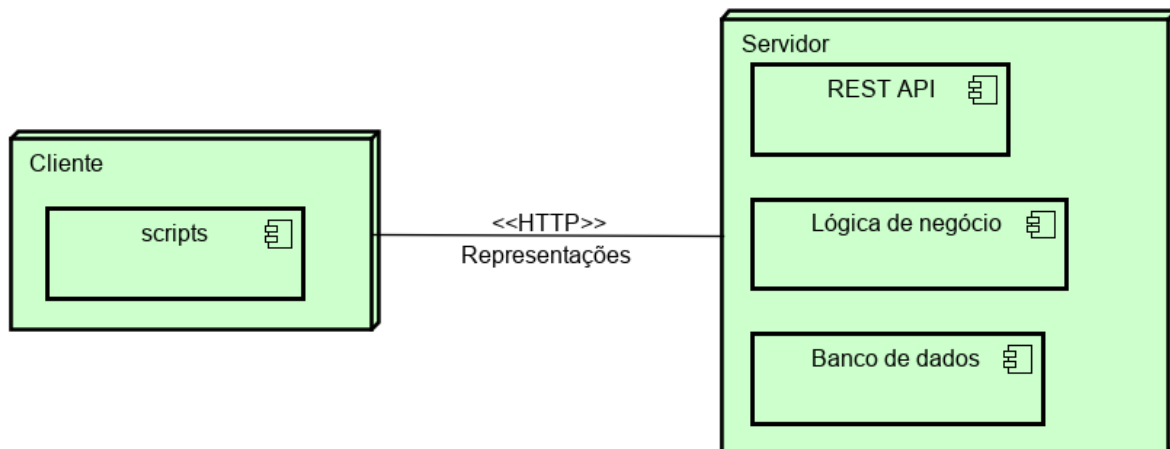 Servidor
REST API
Cliente
scripts
<<HTTP>>
Representações
Lógica de negócio
Banco de dados